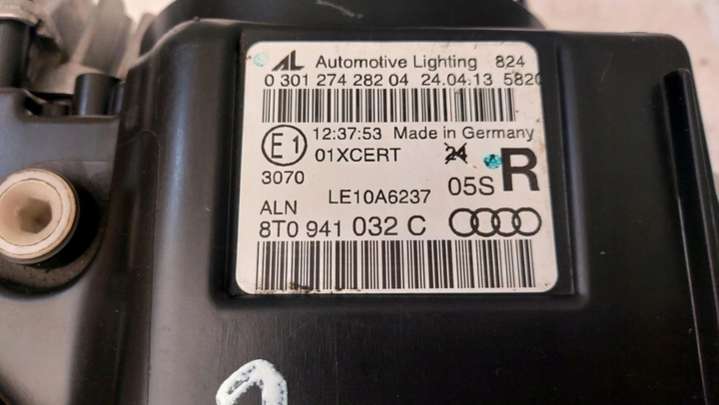 AL Automotive Lighting 824
0 301 274 282 04 24.04.13 5820
E1 12:37:53 Made in Germany
01XCERT 24 R
3070
LE10A6237 05S
ALN
8T0 941 032 C